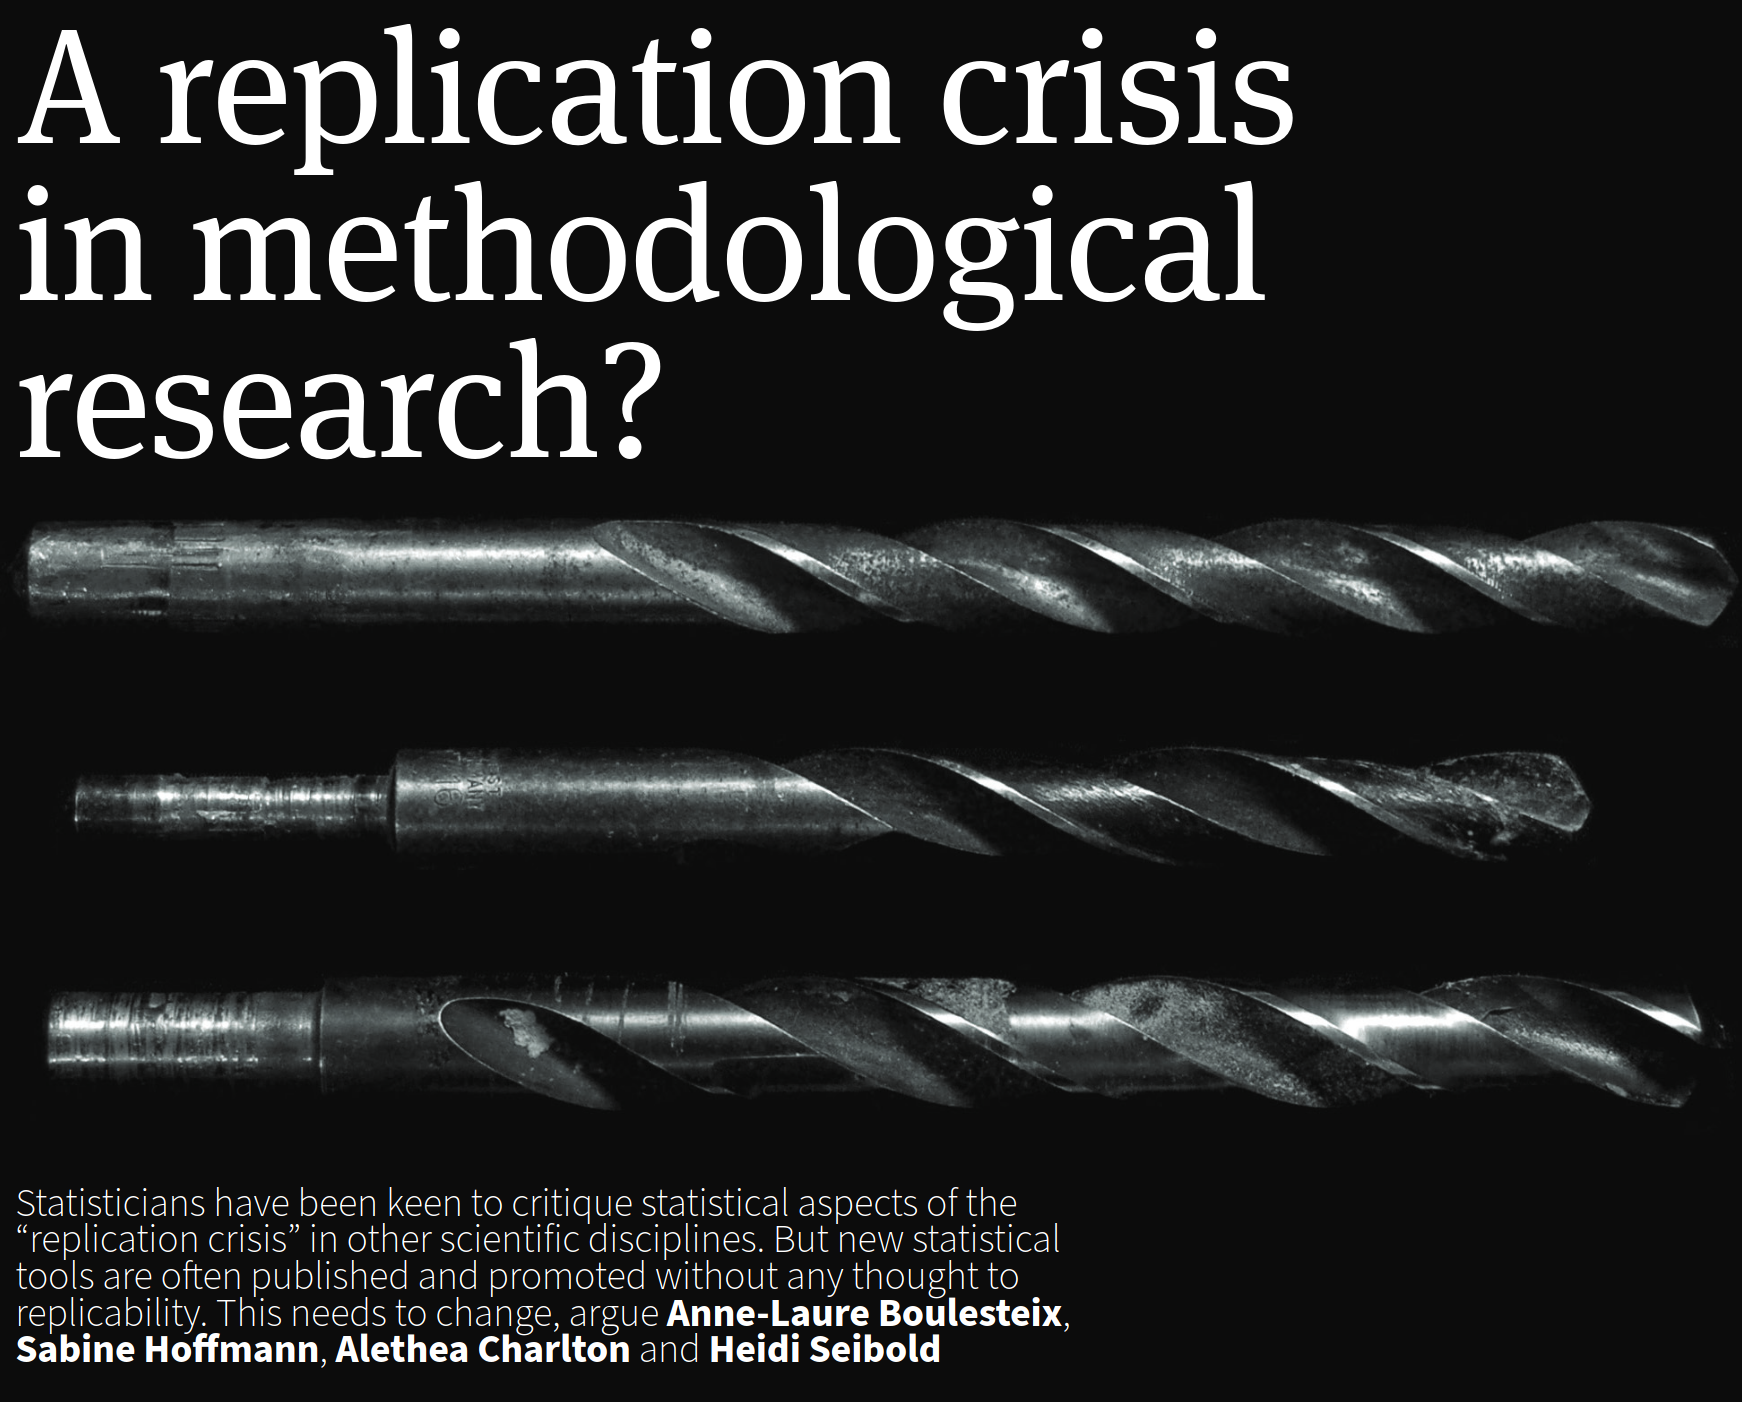 A replication crisis
in methodological
research?
Statisticians have been keen to critique statistical aspects of the
“replication crisis” in other scientific disciplines. But new statistical
tools are often published and promoted without any thought to
replicability. This needs to change, argue Anne-Laure Boulesteix,
Sabine Hoffmann, Alethea Charlton and Heidi Seibold